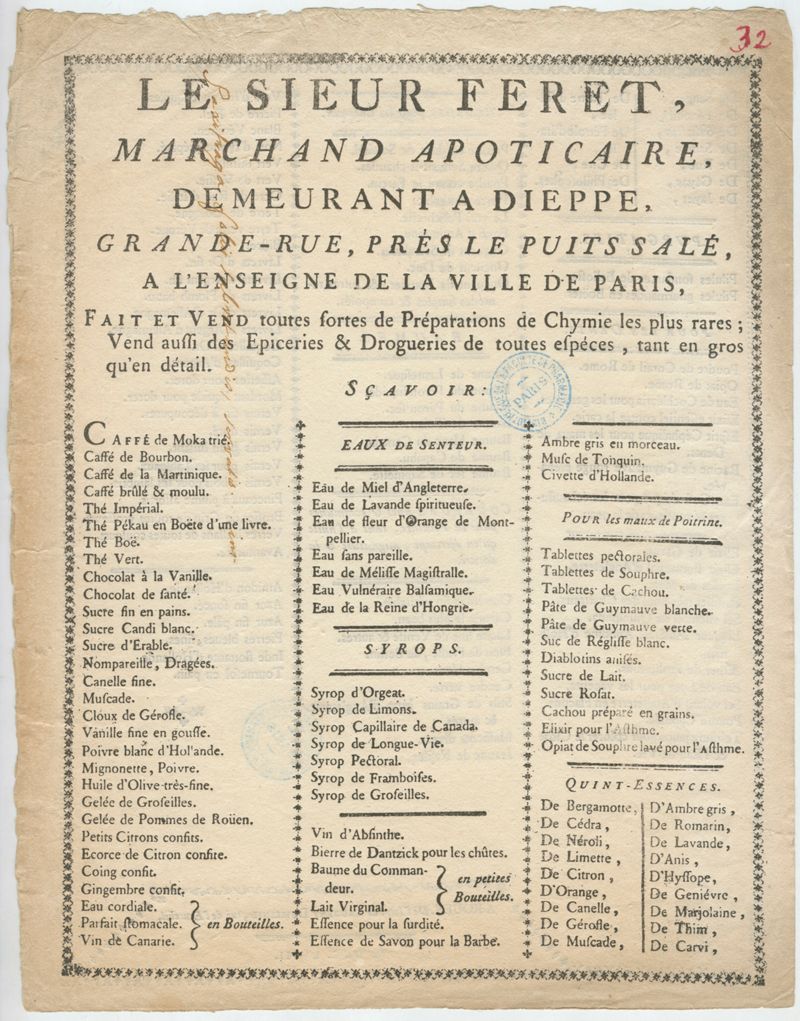 32
LE SIEUR FERET,
MARCHAND APOTICAIRE,
DEMEURANT A DIEPPE,
GRANDE-RUE, PRÈS LE PUITS SALÉ,
A L'ENSEIGNE DE LA VILLE DE PARIS,
FAIT ET VEND toutes sortes de Préparations de Chymie les plus rares ;
Vend aussi des Epiceries & Drogueries de toutes espéces, tant en gros
qu'en détail.
SÇAVOIR:
CAFFÉ de Moka trié.
Caffé de Bourbon.
Caffé de la Martinique.
Caffé brûlé & moulu.
Thé Impérial.
Thé Pékau en Boëte d'une livre.
Thé Boë.
Thé Vert.
Chocolat à la Vanille.
Chocolat de santé.
Sucre fin en pains.
Sucre Candi blanc.
Sucre d'Erable.
Nompareille, Dragées.
Canelle fine.
Muscade.
Cloux de Gérofle.
Vanille fine en gousse.
Poivre blanc d'Hollande.
Mignonette, Poivre.
Huile d'Olive très-fine.
Gelée de Groseilles.
Gelée de Pommes de Roüen.
Petits Citrons confits.
Ecorce de Citron confite.
Coing confit.
Gingembre confit.
Eau cordiale.
Parfait stomacale.
Vin de Canarie.
en Bouteilles.
EAUX DE SENTEUR.
Eau de Miel d'Angleterre.
Eau de Lavande spiritueuse.
Eau de fleur d'Orange de Mont-
pellier.
Eau sans pareille.
Eau de Mélisse Magistralle.
Eau Vulnéraire Balsamique.
Eau de la Reine d'Hongrie.
SYROPS.
Syrop d'Orgeat.
Syrop de Limons.
Syrop Capillaire de Canada.
Syrop de Longue-Vie.
Syrop Pectoral.
Syrop de Framboises.
Syrop de Groseilles.
Vin d'Absinthe.
Bierre de Dantzick pour les chûtes.
Baume du Comman-
deur.
Lait Virginal.
en petites
Bouteilles.
Essence pour la surdité.
Essence de Savon pour la Barbe.
Ambre gris en morceau.
Musc de Tonquin.
Civette d'Hollande.
POUR les maux de Poitrine.
Tablettes pectorales.
Tablettes de Souphre.
Tablettes de Cachou.
Pâte de Guymauve blanche.
Pâte de Guymauve verte.
Suc de Réglisse blanc.
Diablotins anisés.
Sucre de Lait.
Sucre Rosat.
Cachou préparé en grains.
Elixir pour l'Asthme.
Opiat de Souphre lavé pour l'Asthme.
QUINT-ESSENCES.
De Bergamotte,
De Cédra,
De Néroli,
De Limette,
De Citron,
D'Orange,
De Canelle,
De Gérofle,
De Muscade,
D'Ambre gris,
De Romarin,
De Lavande,
D'Anis,
D'Hyssope,
De Geniévre,
De Marjolaine,
De Thim,
De Carvi,
PARIS